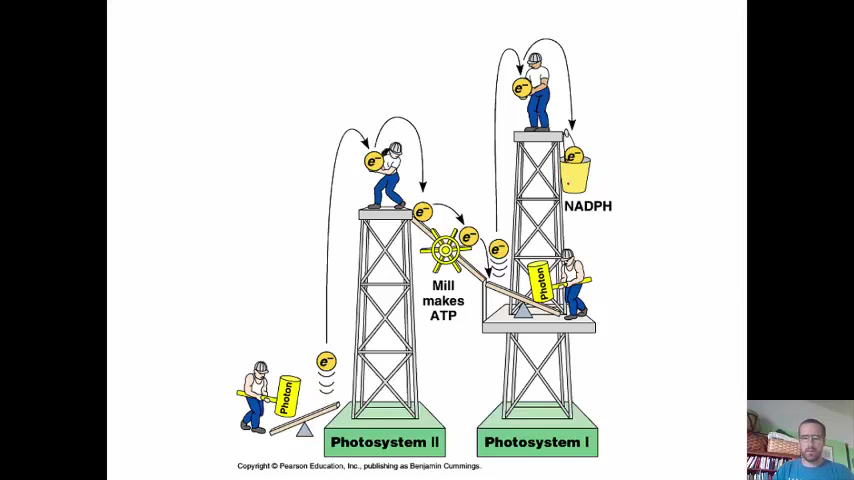 e-
e-
e-
NADPH
e-
e-
e-
Photon
Mill
makes
ATP
e-
Photon
Photosystem II
Photosystem I
Copyright © Pearson Education, Inc., publishing as Benjamin Cummings.